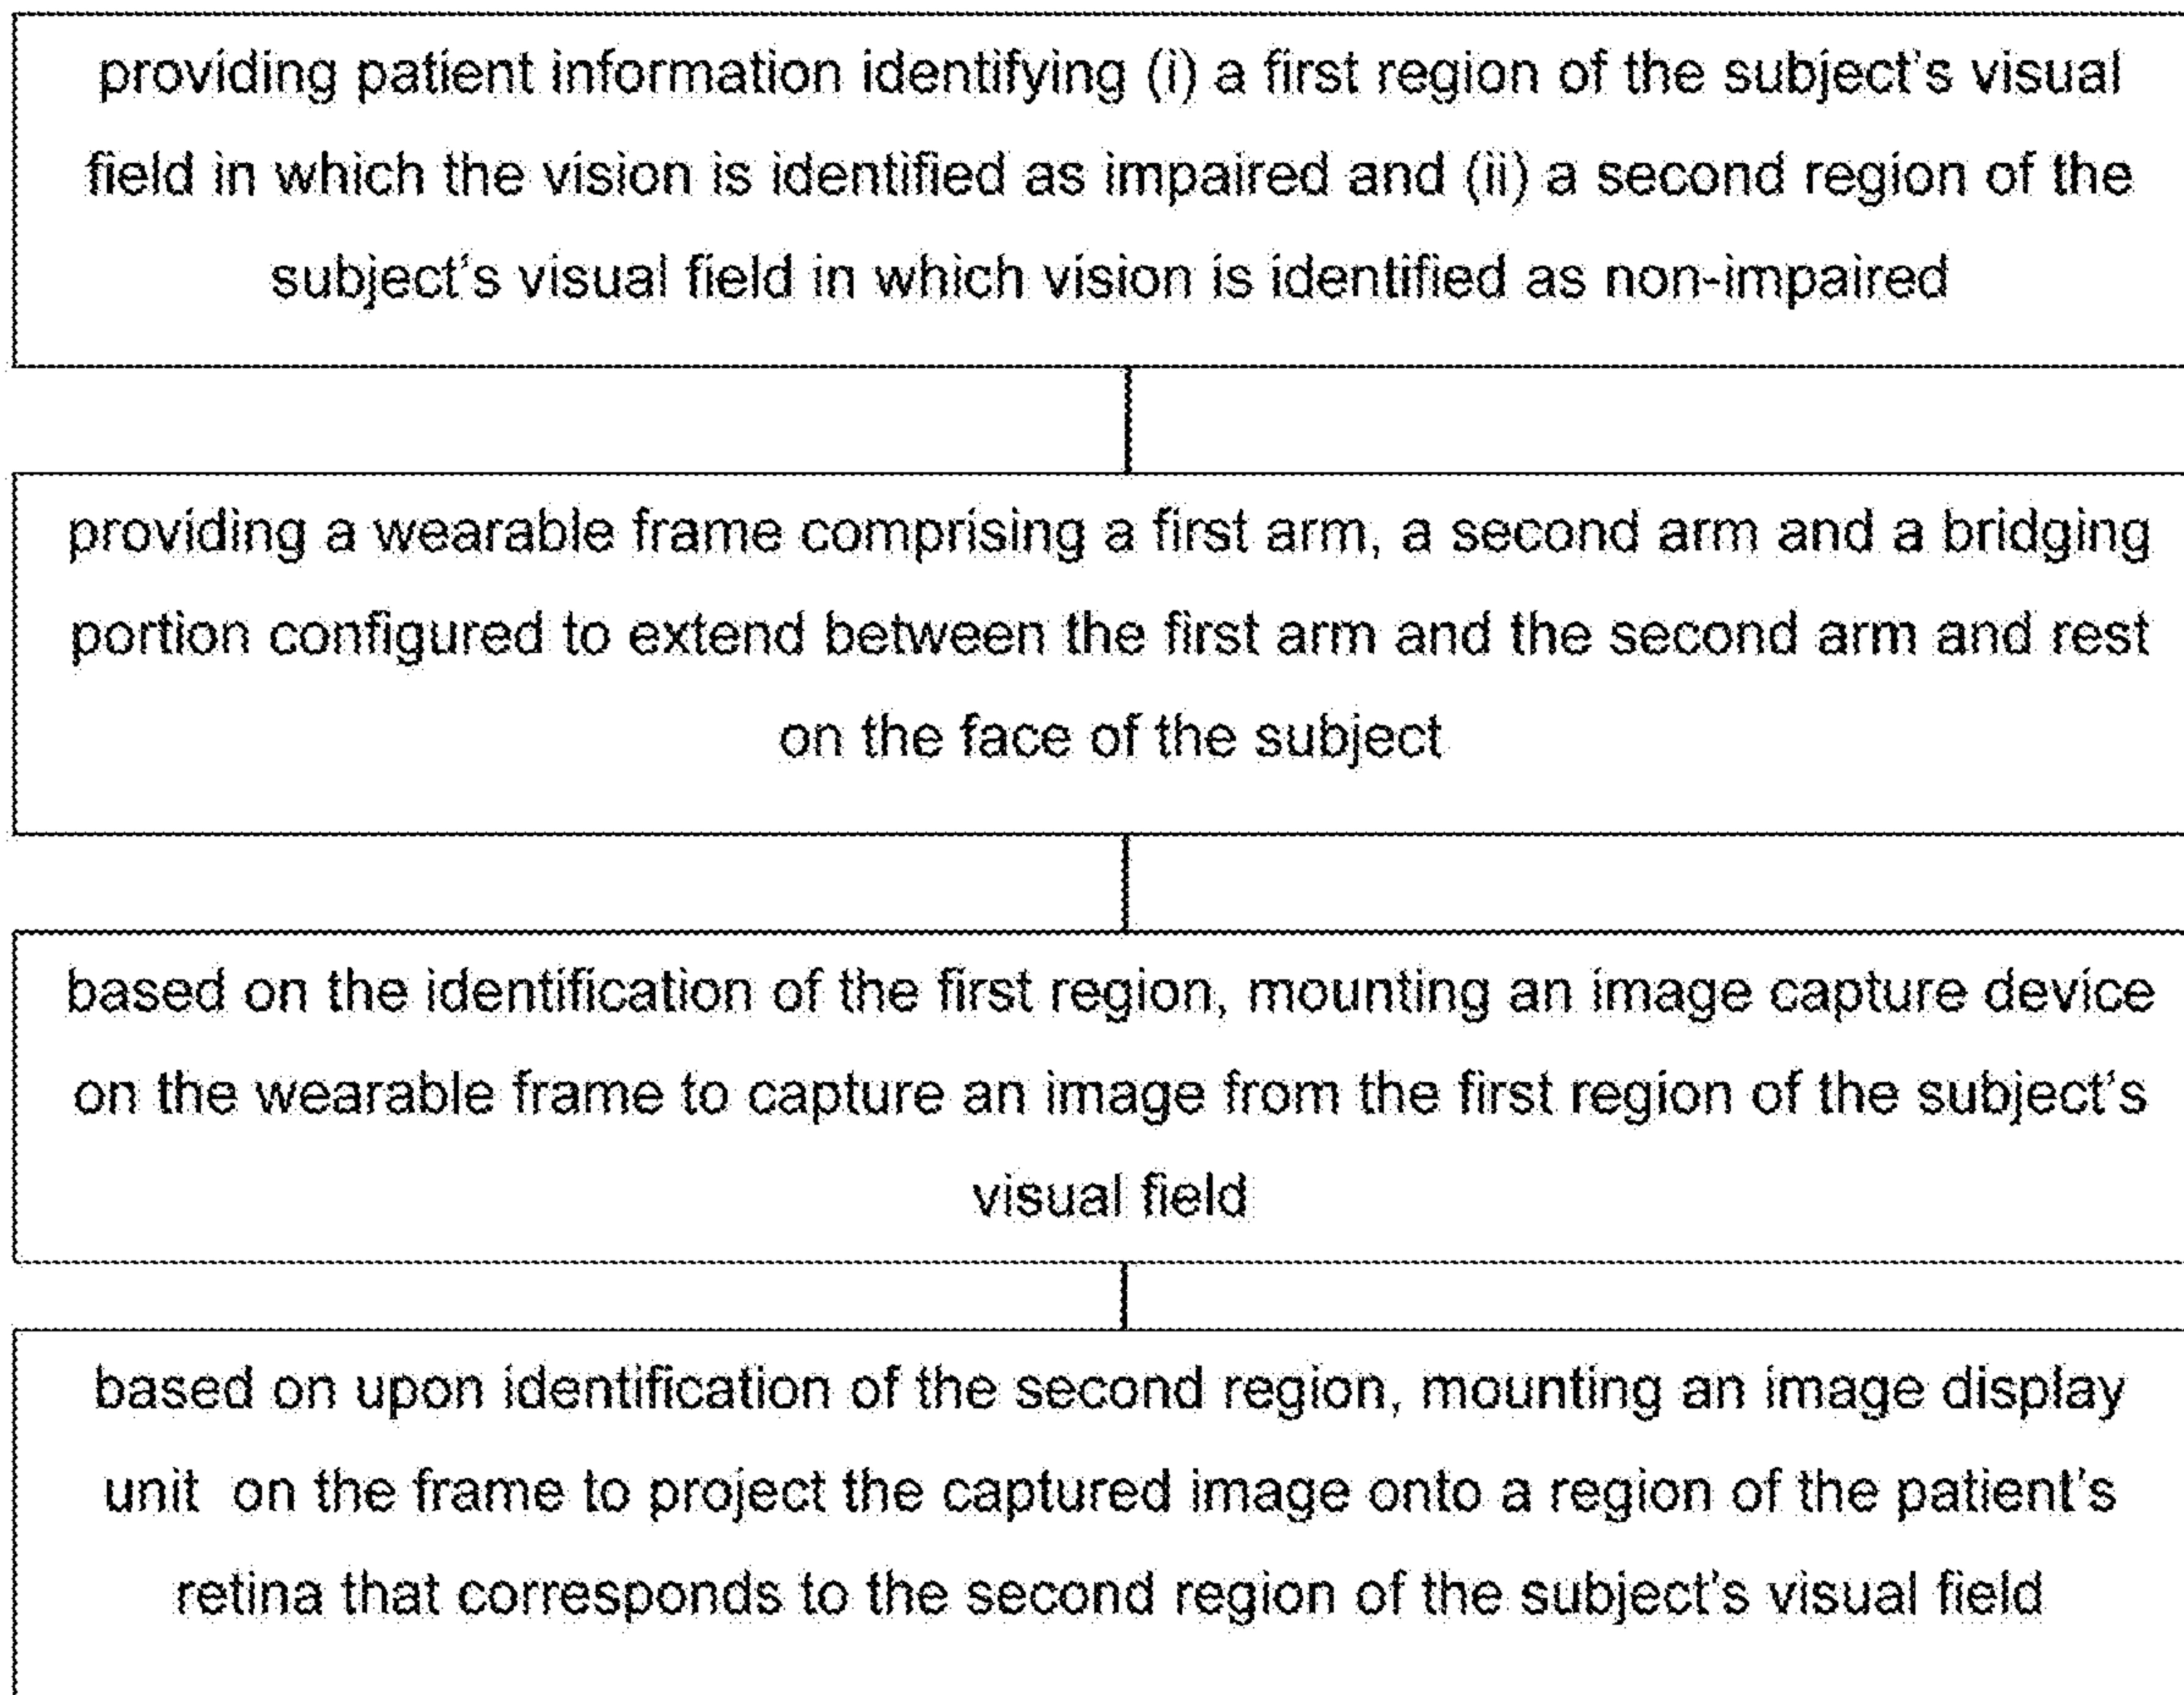 providing patient information identifying (i) a first region of the subject's visual
field in which the vision is identified as impaired and (ii) a second region of the
subject's visual field in which vision is identified as non-impaired
providing a wearable frame comprising a first arm, a second arm and a bridging
portion configured to extend between the first arm and the second arm and rest
on the face of the subject
based on the identification of the first region, mounting an image capture device
on the wearable frame to capture an image from the first region of the subject's
visual field
based on upon identification of the second region, mounting an image display
unit on the frame to project the captured image onto a region of the patient's
retina that corresponds to the second region of the subject's visual field